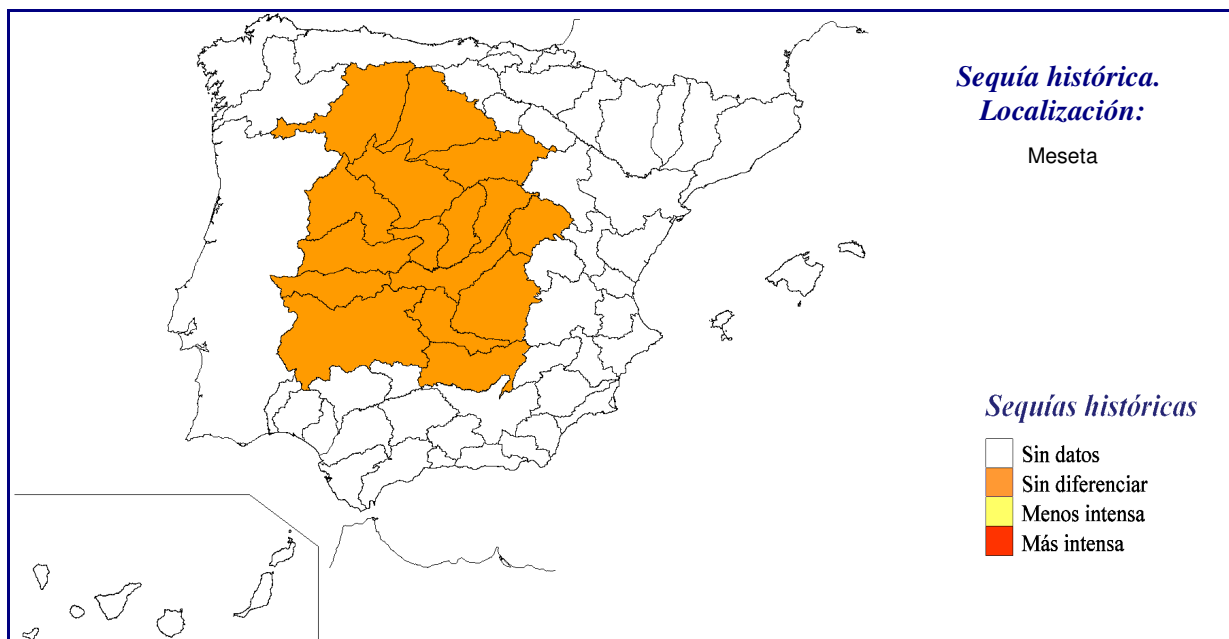 Sequía histórica.
Localización:
Meseta
Sequías históricas
Sin datos
Sin diferenciar
Menos intensa
Más intensa